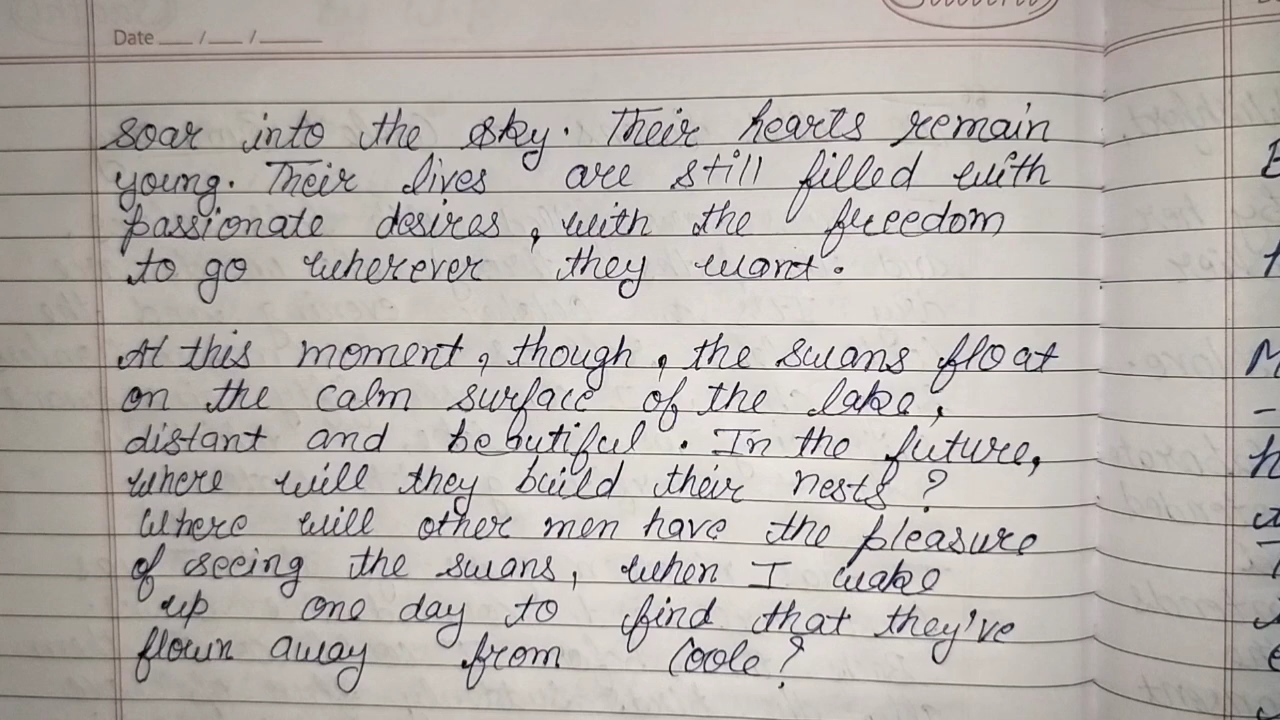 Date __ / __ / ____
soar into the sky. Their hearts remain
young. Their lives are still filled with
passionate desires, with the freedom
to go wherever they want.
At this moment, though, the swans float
on the calm surface of the lake,
distant and beautiful. In the future,
where will they build their nests?
Where will other men have the pleasure
of seeing the swans, when I wake
up one day to find that they've
flown away from Coole?